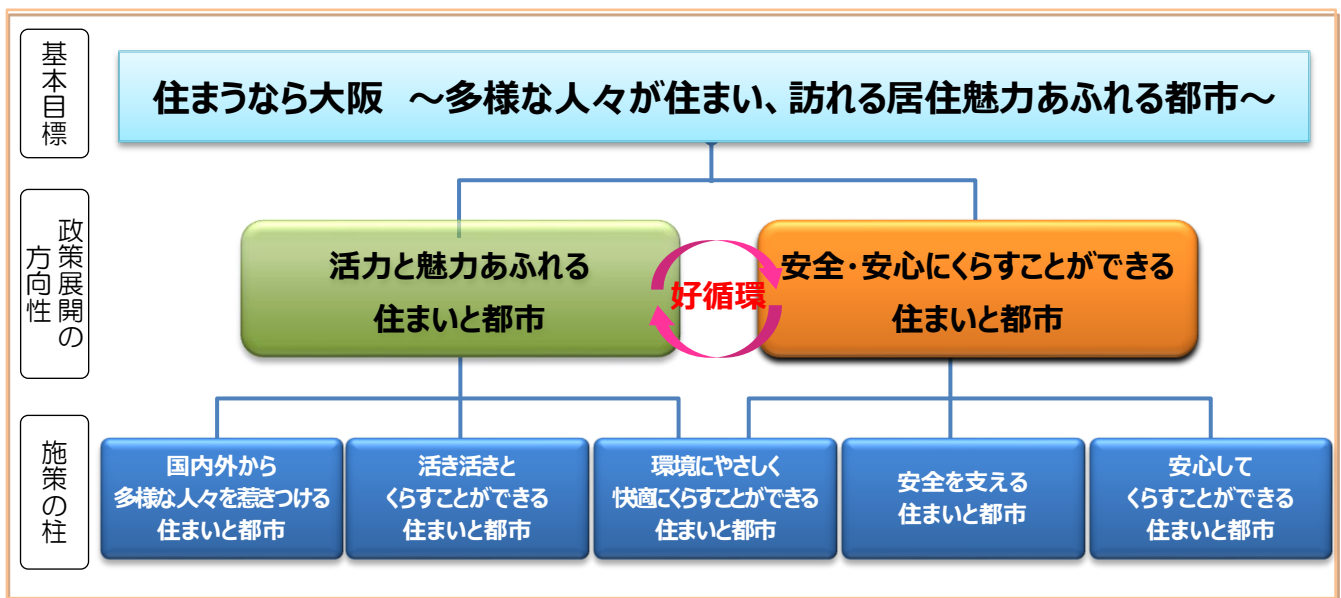 基本目標
住まうなら大阪　～多様な人々が住まい、訪れる居住魅力あふれる都市～
政策展開の
方向性
活力と魅力あふれる
住まいと都市
好循環
安全・安心にくらすことができる
住まいと都市
施策の柱
国内外から
多様な人々を惹きつける
住まいと都市
活き活きと
くらすことができる
住まいと都市
環境にやさしく
快適にくらすことができる
住まいと都市
安全を支える
住まいと都市
安心して
くらすことができる
住まいと都市